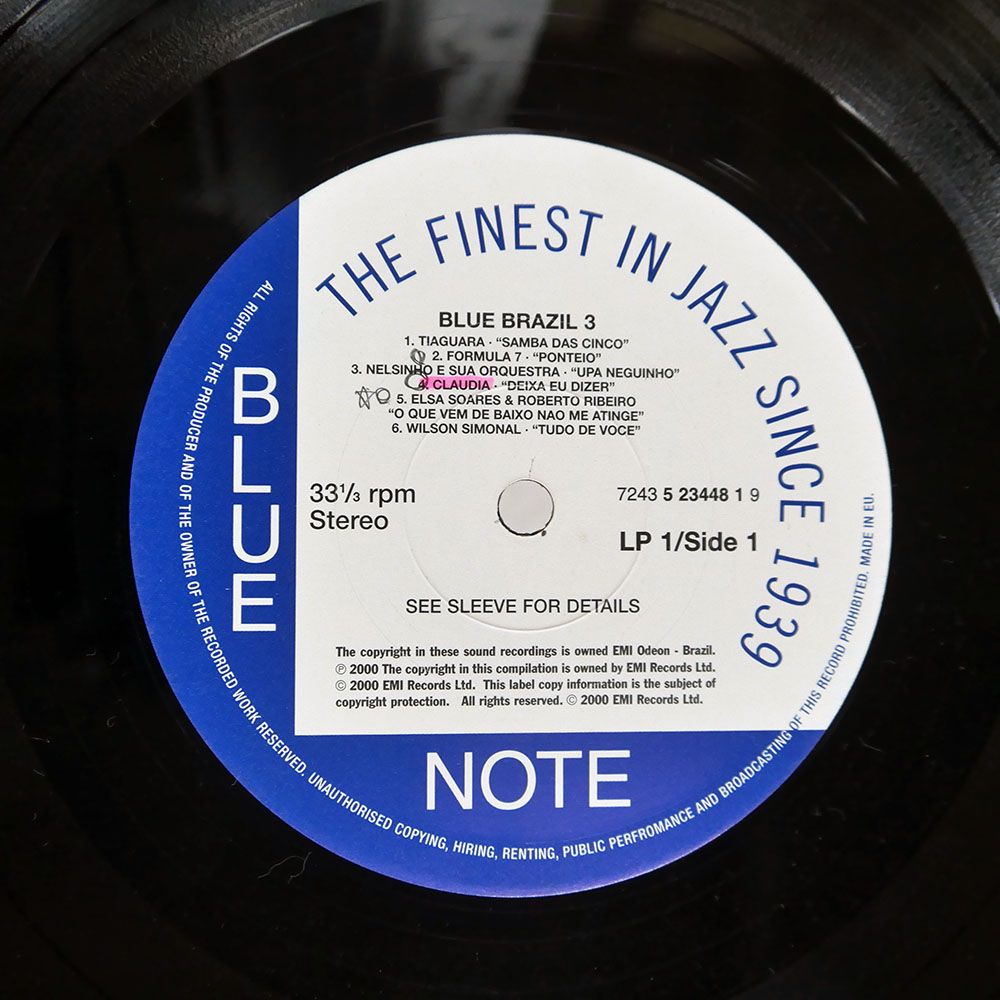 THE FINEST IN JAZZ SINCE 1939
BLUE BRAZIL 3
1. TIAGUARA · “SAMBA DAS CINCO”
2. FORMULA 7 · “PONTEIO”
3. NELSINHO E SUA ORQUESTRA · “UPA NEGUINHO”
4. CLAUDIA · “DEIXA EU DIZER”
5. ELSA SOARES & ROBERTO RIBEIRO
“O QUE VEM DE BAIXO NAO ME ATINGE”
6. WILSON SIMONAL · “TUDO DE VOCE”
33⅓ rpm
Stereo
7243 5 23448 1 9
LP 1/Side 1
SEE SLEEVE FOR DETAILS
The copyright in these sound recordings is owned EMI Odeon - Brazil.
℗ 2000 The copyright in this compilation is owned by EMI Records Ltd.
© 2000 EMI Records Ltd. This label copy information is the subject of
copyright protection. All rights reserved. © 2000 EMI Records Ltd.
BLUE
NOTE
ALL RIGHTS OF THE PRODUCER AND OF THE OWNER OF THE RECORDED WORK RESERVED. UNAUTHORISED COPYING, HIRING, RENTING, PUBLIC PERFROMANCE AND BROADCASTING OF THIS RECORD PROHIBITED. MADE IN EU.